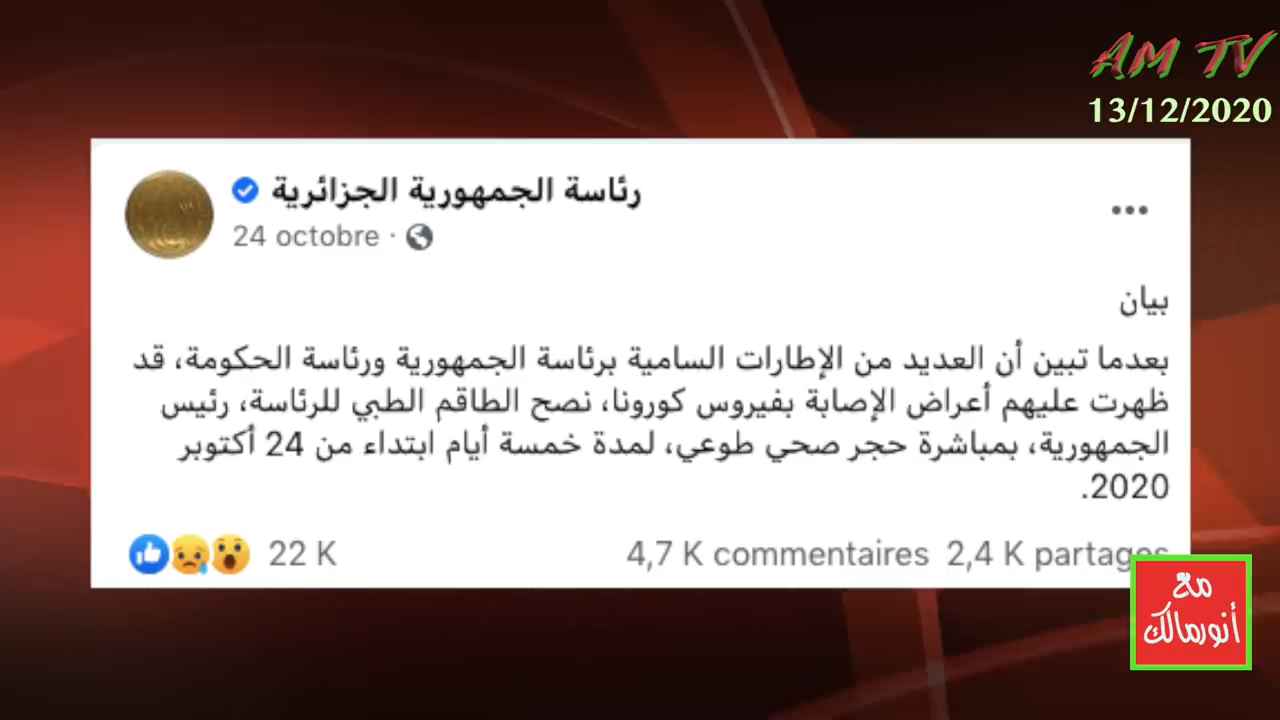 AM TV
13/12/2020
رئاسة الجمهورية الجزائرية
24 octobre ·
بيان
بعدما تبين أن العديد من الإطارات السامية برئاسة الجمهورية ورئاسة الحكومة، قد
ظهرت عليهم أعراض الإصابة بفيروس كورونا، نصح الطاقم الطبي للرئاسة، رئيس
الجمهورية، بمباشرة حجر صحي طوعي، لمدة خمسة أيام ابتداء من 24 أكتوبر
2020.
22 K 4,7 K commentaires 2,4 K partages
مع
أنورمالك